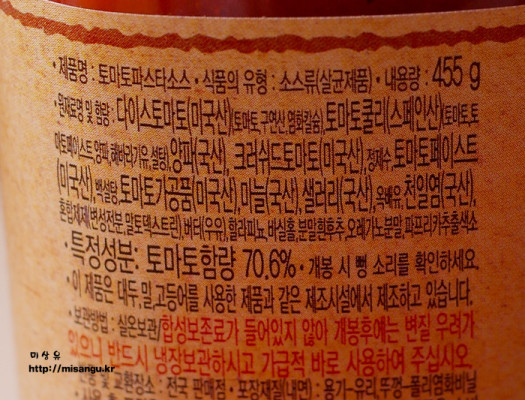 ·제품명 : 토마토파스타소스 · 식품의 유형 : 소스류(살균제품) · 내용량 : 455 g
·원재료명 및 함량 : 다이스토마토(미국산)(토마토, 구연산, 염화칼슘), 토마토쿨리(스페인산)(토마토, 토
마토페이스트, 양파, 해바라기유, 설탕), 양파(국산), 크러쉬드토마토(미국산), 정제수, 토마토페이스트
(미국산), 백설탕, 토마토가공품(미국산), 마늘(국산), 샐러리(국산), 옥배유, 천일염(국산),
혼합제제(변성전분, 말토덱스트린), 버터(우유), 할라피뇨, 바실홀, 분말흰후추, 오레가노분말, 파프리카추출색소
·특정성분: 토마토함량 70.6% · 개봉 시 뻥 소리를 확인하세요.
·이 제품은 대두, 밀, 고등어를 사용한 제품과 같은 제조시설에서 제조하고 있습니다.
·보관방법 : 실온보관/합성보존료가 들어있지 않아 개봉후에는 변질 우려가
있으니 반드시 냉장보관하시고 가급적 바로 사용하여 주십시오.
및 교환장소 : 전국 판매점 · 포장재질(내면) : 용기-유리, 뚜껑-폴리염화비닐
미상유
http://misangu.kr